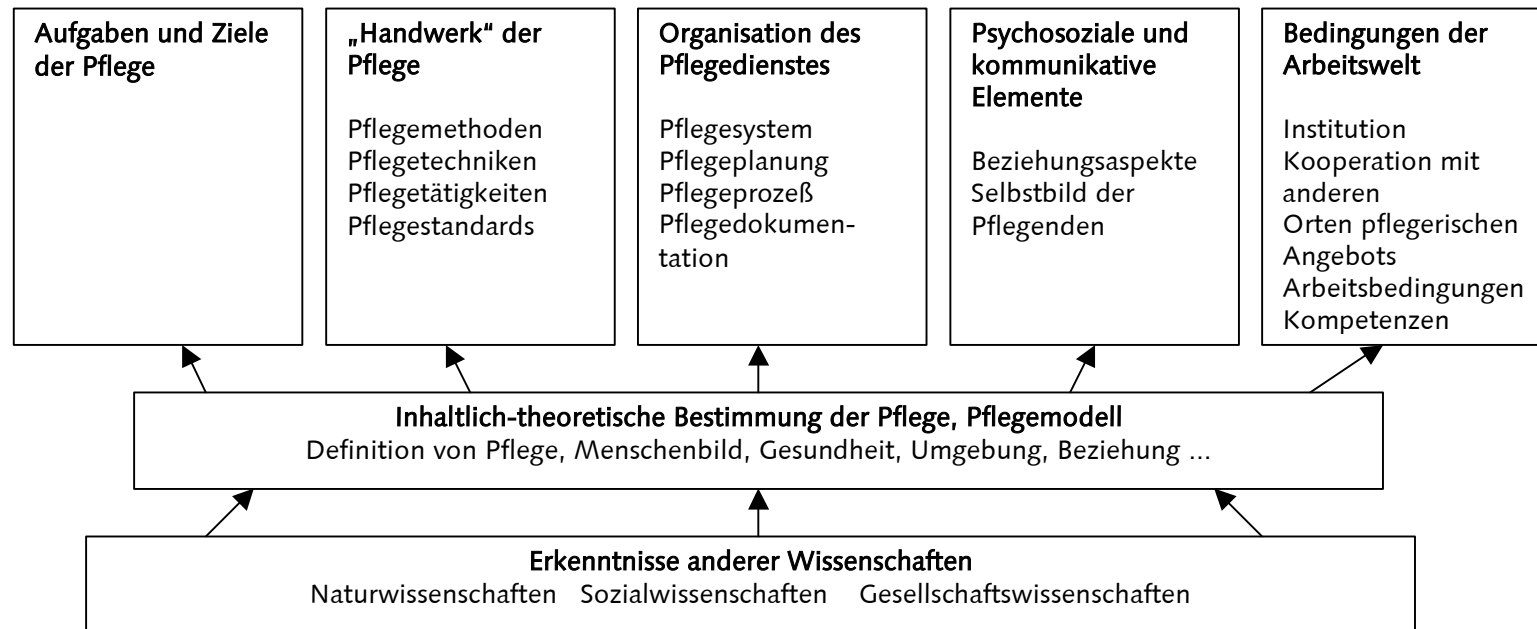 Aufgaben und Ziele
der Pflege
„Handwerk“ der
Pflege
Pflegemethoden
Pflegetechniken
Pflegetätigkeiten
Pflegestandards
Organisation des
Pflegedienstes
Pflegesystem
Pflegeplanung
Pflegeprozeß
Pflegedokumen-
tation
Psychosoziale und
kommunikative
Elemente
Beziehungsaspekte
Selbstbild der
Pflegenden
Bedingungen der
Arbeitswelt
Institution
Kooperation mit
anderen
Orten pflegerischen
Angebots
Arbeitsbedingungen
Kompetenzen
Inhaltlich-theoretische Bestimmung der Pflege, Pflegemodell
Definition von Pflege, Menschenbild, Gesundheit, Umgebung, Beziehung ...
Erkenntnisse anderer Wissenschaften
Naturwissenschaften Sozialwissenschaften Gesellschaftswissenschaften